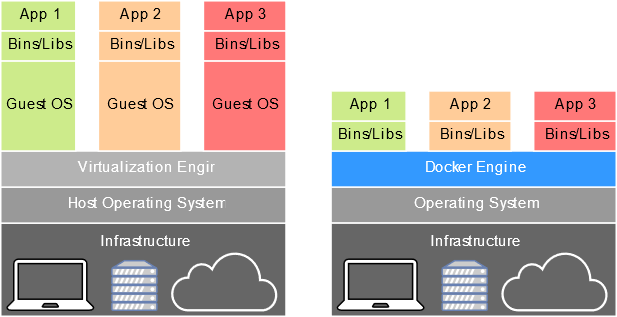 App 1
App 2
App 3
Bins/Libs
Bins/Libs
Bins/Libs
Guest OS
Guest OS
Guest OS
Virtualization Engir
Host Operating System
Infrastructure
App 1
App 2
App 3
Bins/Libs
Bins/Libs
Bins/Libs
Docker Engine
Operating System
Infrastructure